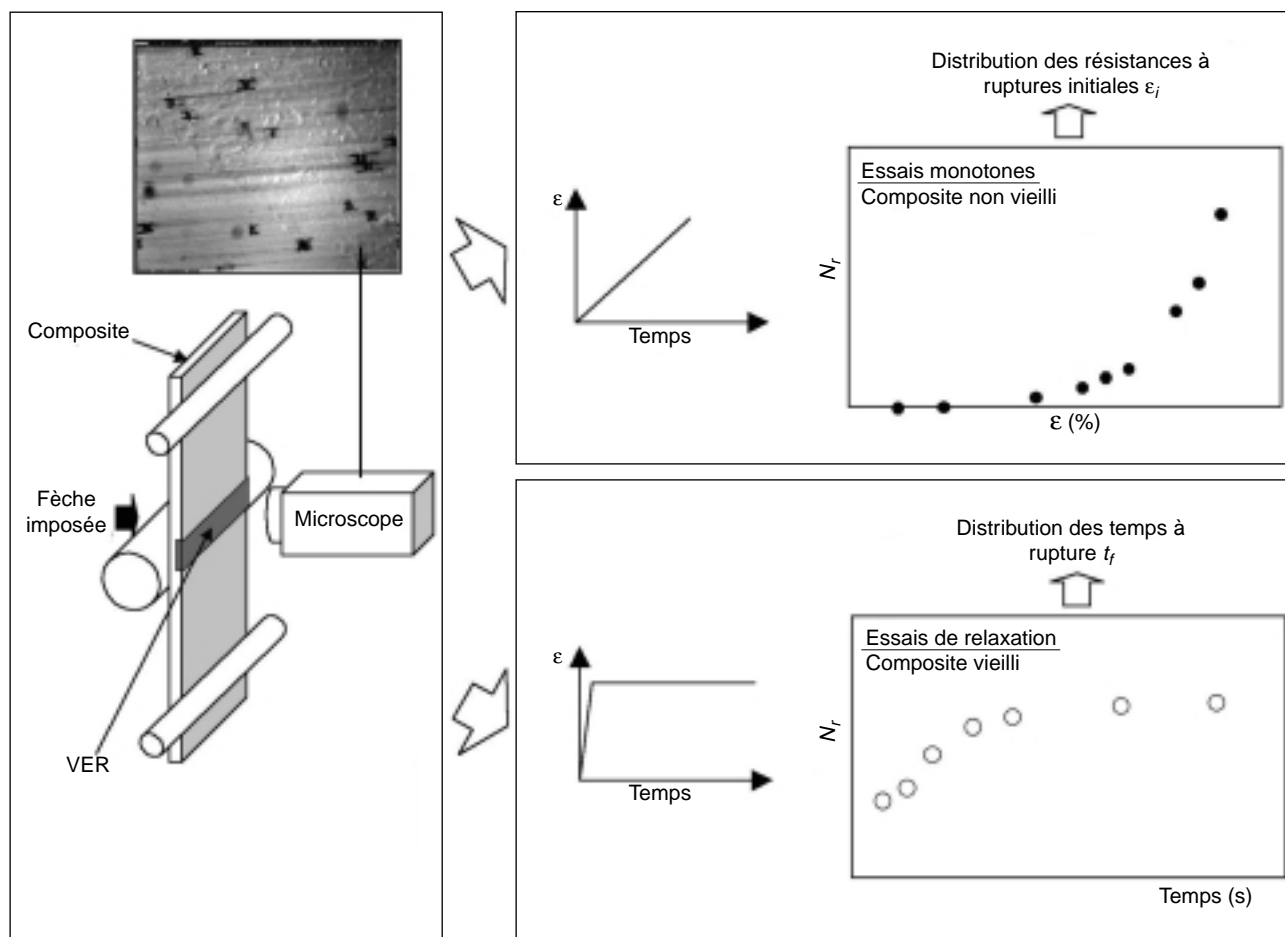 Composite
Fèche
imposée
Microscope
VER
Distribution des résistances à
ruptures initiales εi
ε
Temps
Essais monotones
Composite non vieilli
Nr
ε (%)
Distribution des temps à
rupture tf
ε
Temps
Essais de relaxation
Composite vieilli
Nr
Temps (s)